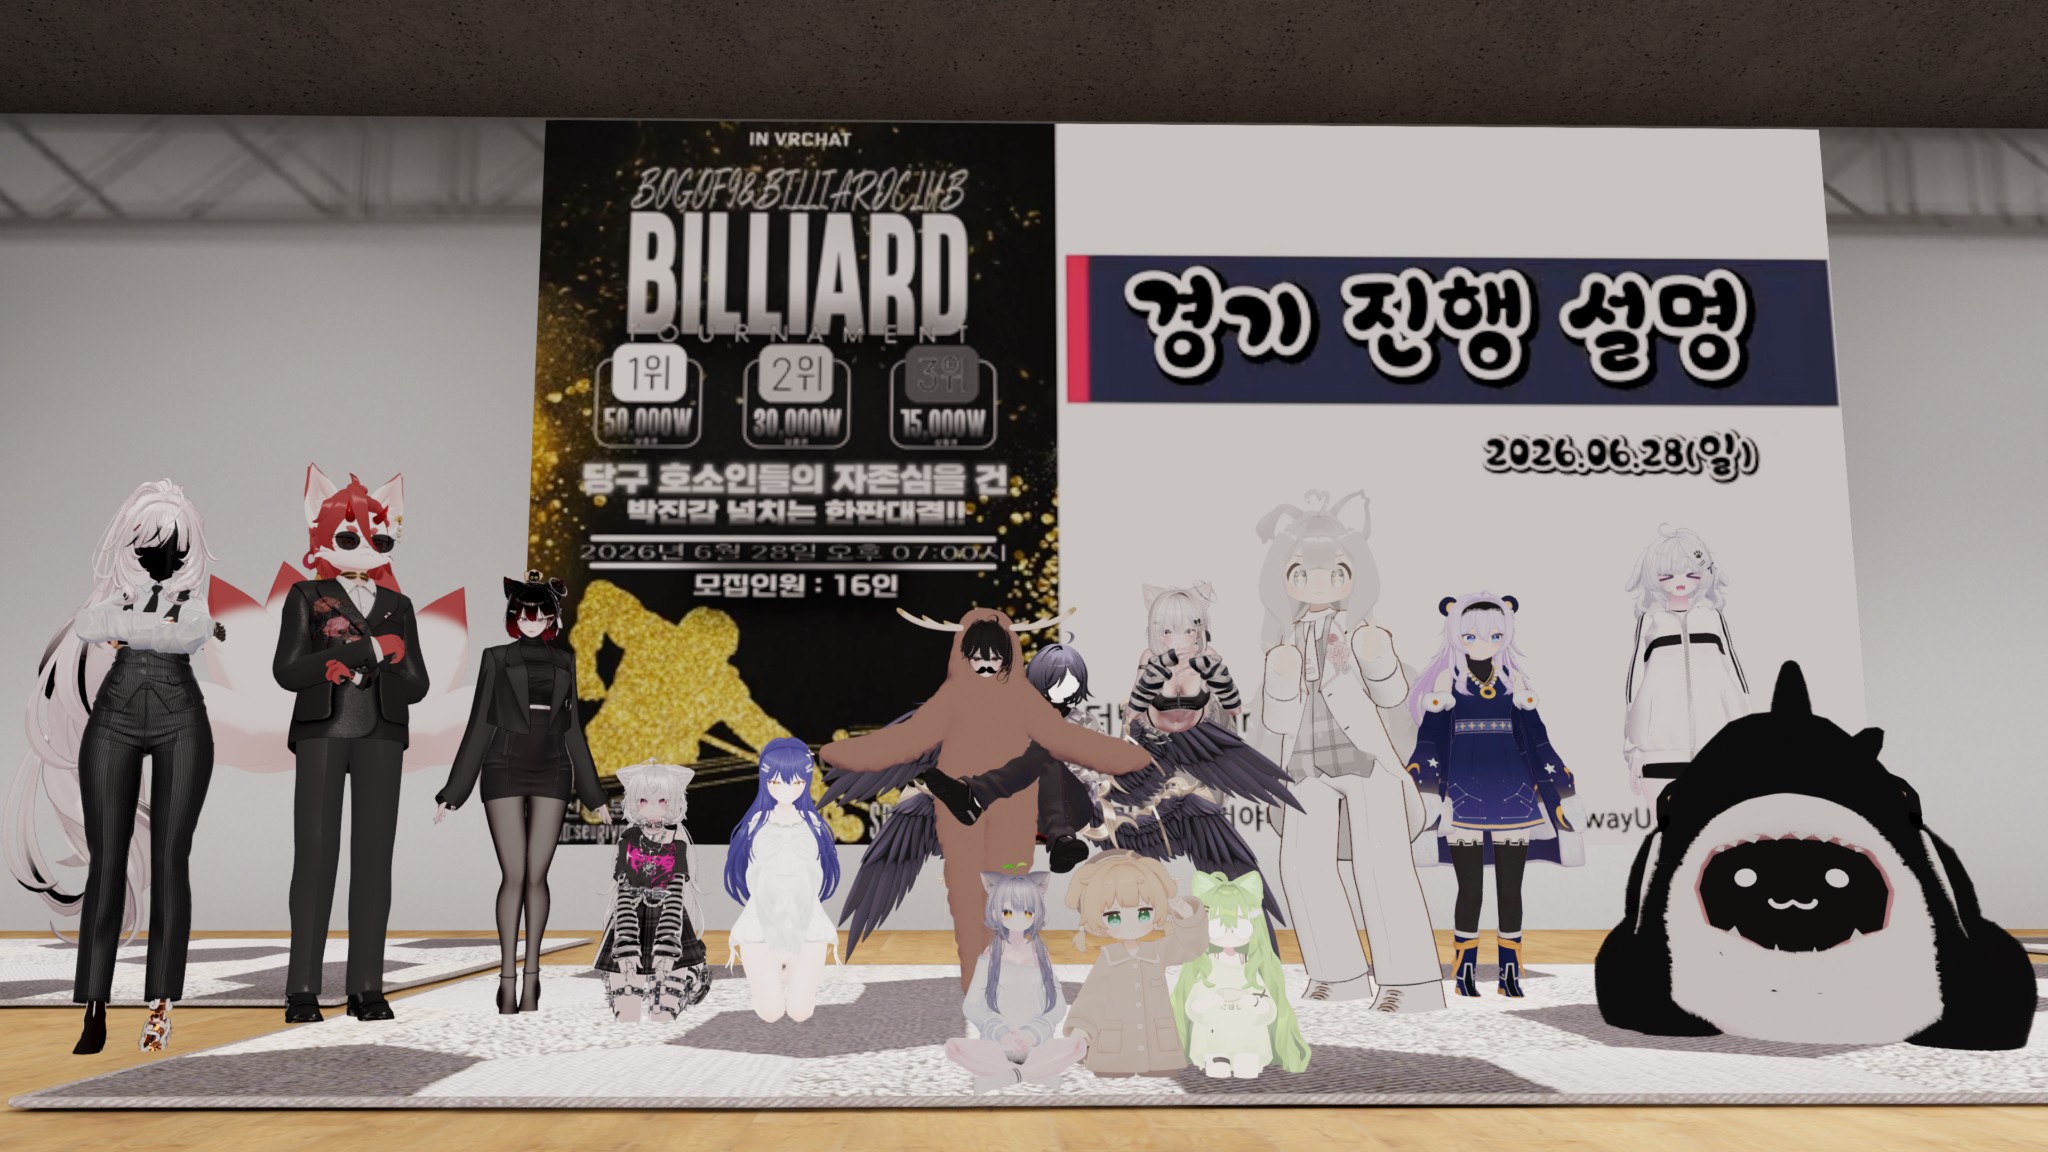 IN VRCHAT
BOGOFI&BILLIARDCLUB
BILLIARD
TOURNAMENT
1위
2위
3위
50,000W
30,000W
15,000W
당구 호소인들의 자존심을 건
박진감 넘치는 한판대결!!
2026년 6월 28일 오후 07:00시
모집인원 : 16인
경기 진행 설명
2026.06.28(일)
wayU